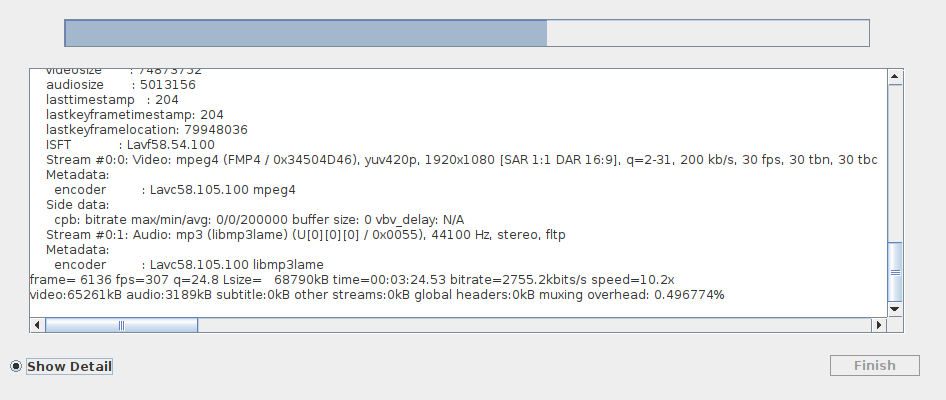 videosize : 74873752
audiosize : 5013156
lasttimestamp : 204
lastkeyframetimestamp: 204
lastkeyframelocation: 79948036
ISFT : Lavf58.54.100
Stream #0:0: Video: mpeg4 (FMP4 / 0x34504D46), yuv420p, 1920x1080 [SAR 1:1 DAR 16:9], q=2-31, 200 kb/s, 30 fps, 30 tbn, 30 tbc
Metadata:
encoder : Lavc58.105.100 mpeg4
Side data:
cpb: bitrate max/min/avg: 0/0/200000 buffer size: 0 vbv_delay: N/A
Stream #0:1: Audio: mp3 (libmp3lame) (U[0][0][0] / 0x0055), 44100 Hz, stereo, fltp
Metadata:
encoder : Lavc58.105.100 libmp3lame
frame= 6136 fps=307 q=24.8 Lsize= 68790kB time=00:03:24.53 bitrate=2755.2kbits/s speed=10.2x
video:65261kB audio:3189kB subtitle:0kB other streams:0kB global headers:0kB muxing overhead: 0.496774%
Show Detail
Finish